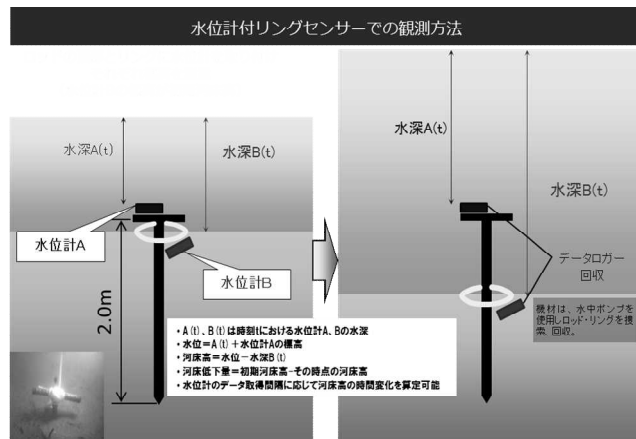 水位計付リングセンサーでの観測方法
水深A(t)
水深B(t)
水位計A
水位計B
2.0m
・A(t)、B(t)は時刻tにおける水位計A、Bの水深
・水位=A(t)+水位計Aの標高
・河床高=水位-水深B(t)
・河床低下量=初期河床高-その時点の河床高
・水位計のデータ取得間隔に応じて河床高の時間変化を算定可能
水深A(t)
水深B(t)
データロガー
回収
機材は、水中ポンプを
使用しロッド・リングを捜
索、回収。